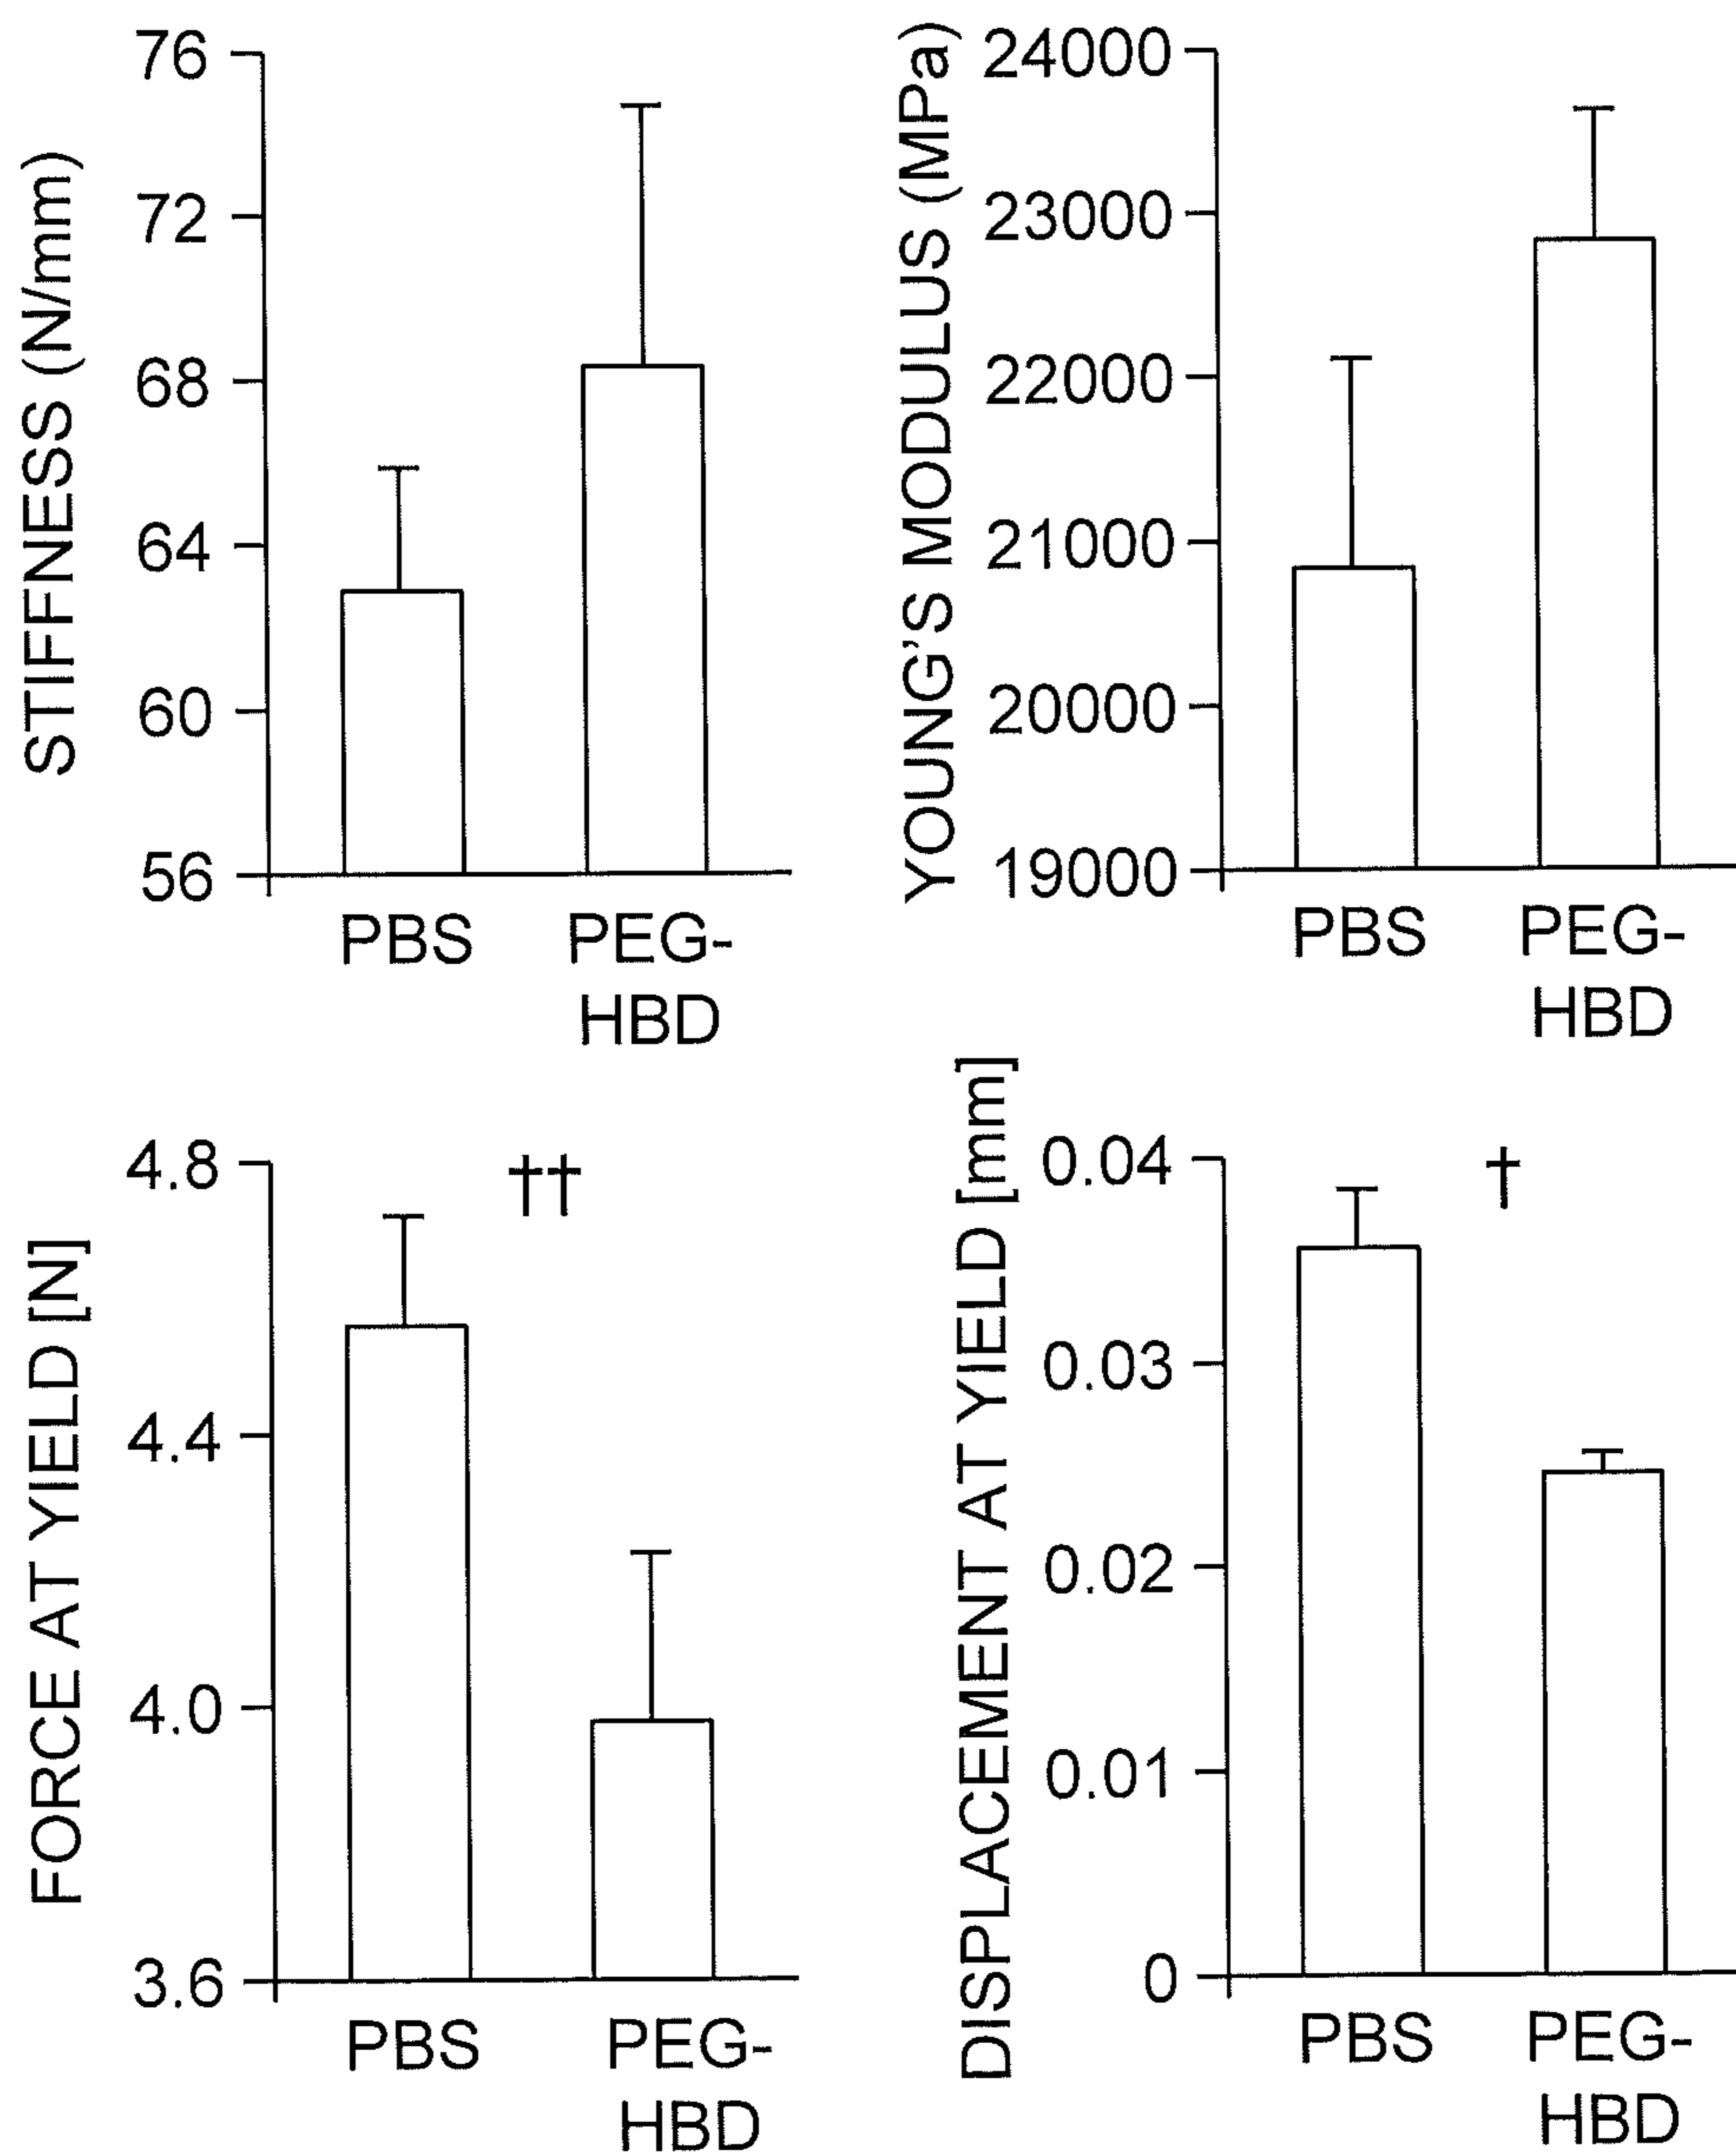 STIFFNESS (N/mm)
76
72
68
64
60
56
PBS
PEG-
HBD
YOUNG'S MODULUS (MPa)
24000
23000
22000
21000
20000
19000
PBS
PEG-
HBD
FORCE AT YIELD [N]
4.8
4.4
4.0
3.6
††
PBS
PEG-
HBD
DISPLACEMENT AT YIELD [mm]
0.04
0.03
0.02
0.01
0
†
PBS
PEG-
HBD